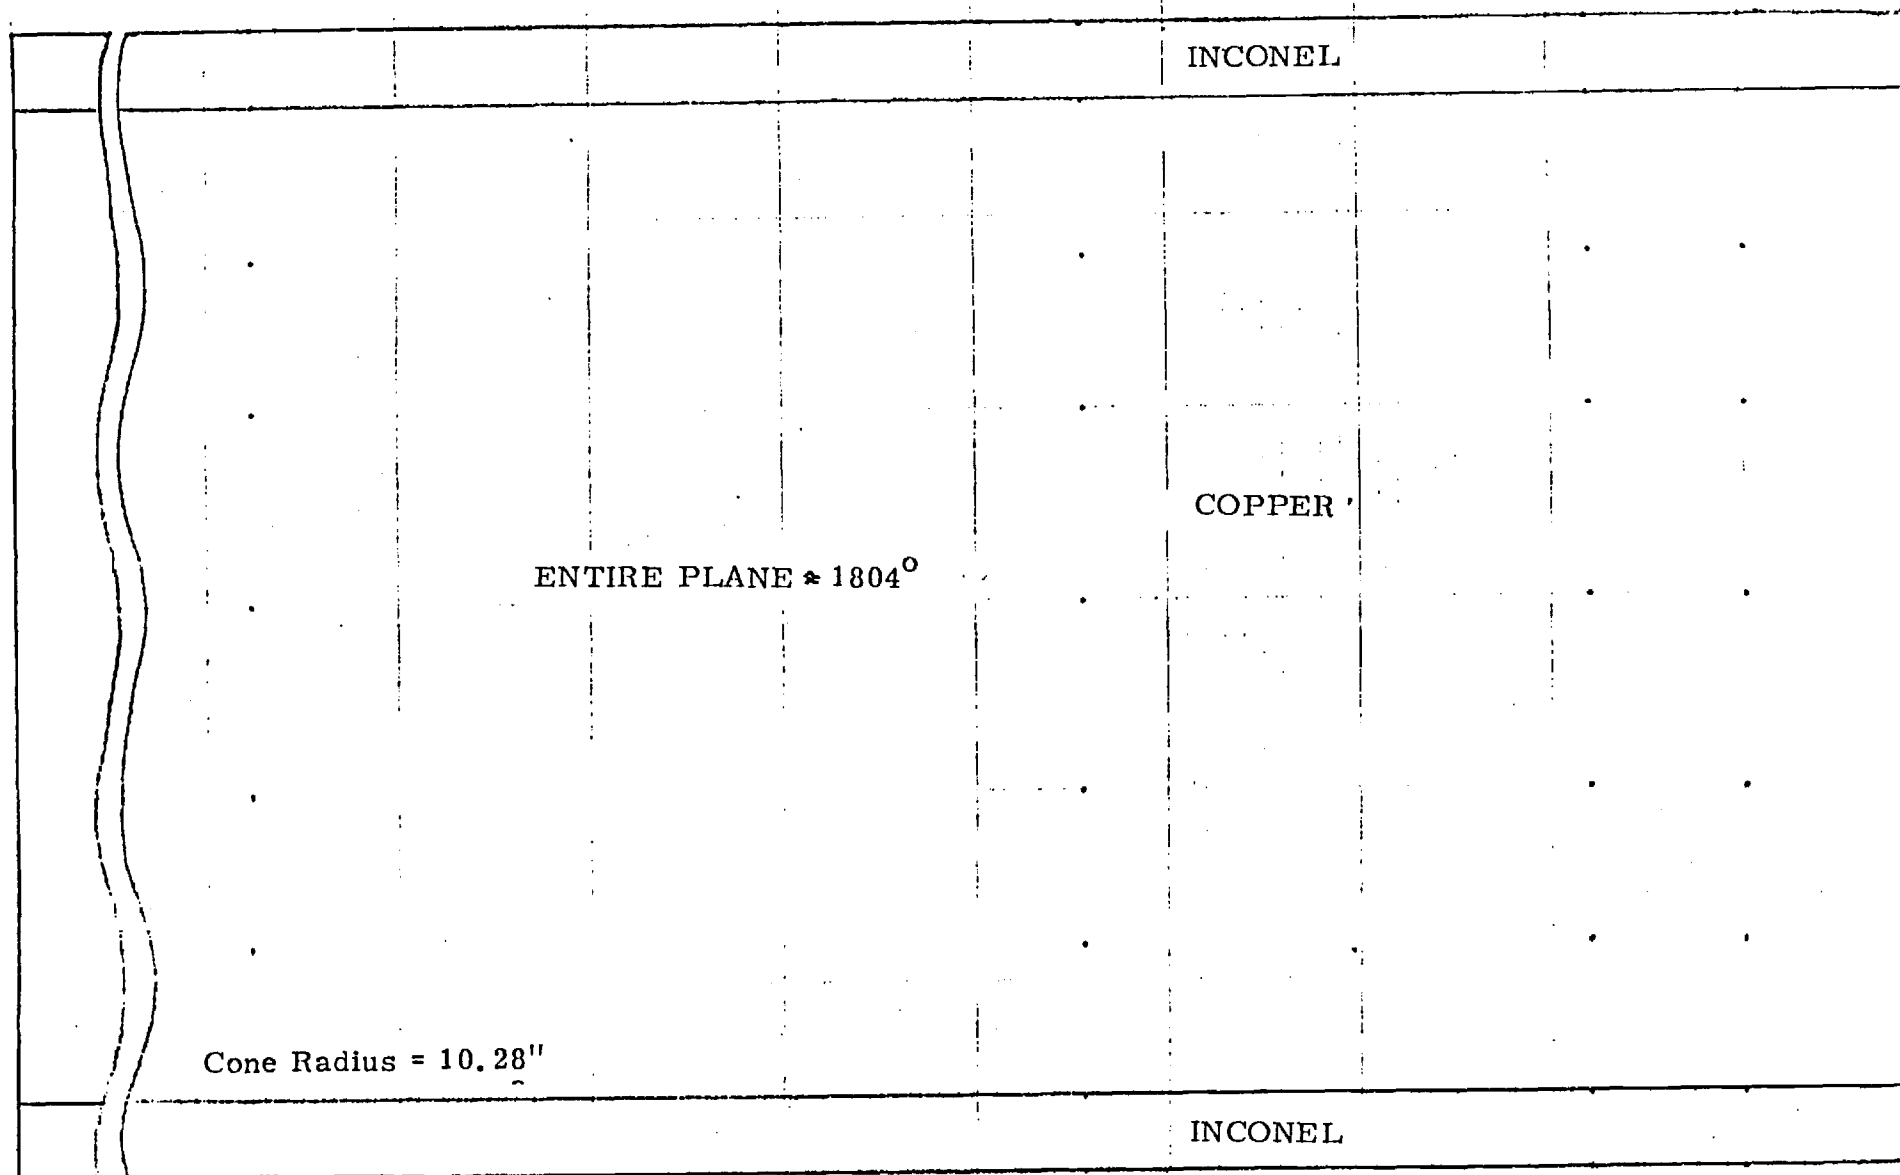 INCONEL
COPPER
ENTIRE PLANE ≈ 1804°
Cone Radius = 10.28"
INCONEL